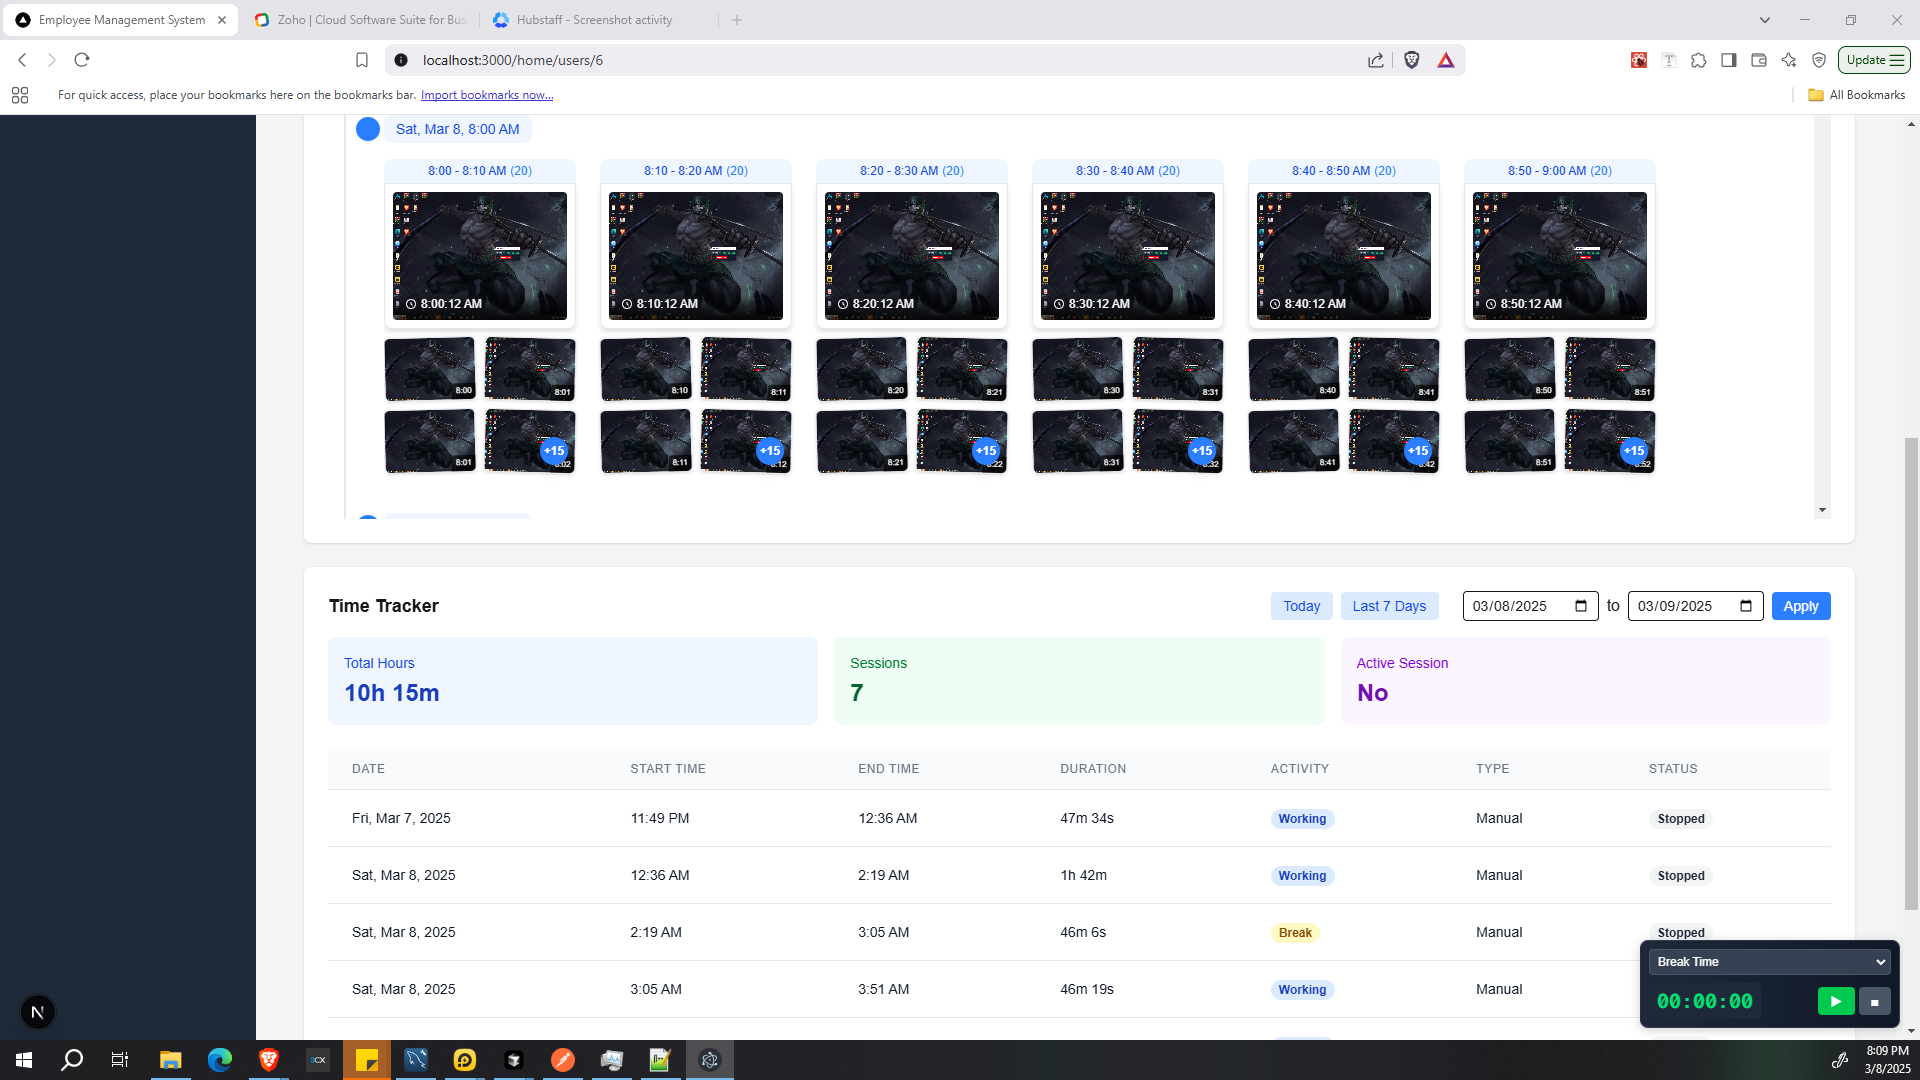 Employee Management System
Zoho | Cloud Software Suite for Bus
Hubstaff - Screenshot activity
localhost:3000/home/users/6
Update
For quick access, place your bookmarks here on the bookmarks bar. Import bookmarks now...
All Bookmarks
Sat, Mar 8, 8:00 AM
8:00 - 8:10 AM (20)
8:10 - 8:20 AM (20)
8:20 - 8:30 AM (20)
8:30 - 8:40 AM (20)
8:40 - 8:50 AM (20)
8:50 - 9:00 AM (20)
8:00:12 AM
8:10:12 AM
8:20:12 AM
8:30:12 AM
8:40:12 AM
8:50:12 AM
8:00 8:01 8:10 8:11 8:20 8:21 8:30 8:31 8:40 8:41 8:50 8:51
8:01 +15 8:11 +15 8:21 +15 8:31 +15 8:41 +15 8:51 +15
Time Tracker
Today
Last 7 Days
03/08/2025 to 03/09/2025
Apply
Total Hours
10h 15m
Sessions
7
Active Session
No
DATE START TIME END TIME DURATION ACTIVITY TYPE STATUS
Fri, Mar 7, 2025 11:49 PM 12:36 AM 47m 34s Working Manual Stopped
Sat, Mar 8, 2025 12:36 AM 2:19 AM 1h 42m Working Manual Stopped
Sat, Mar 8, 2025 2:19 AM 3:05 AM 46m 6s Break Manual Stopped
Sat, Mar 8, 2025 3:05 AM 3:51 AM 46m 19s Working Manual
Break Time
00:00:00
N
3CX
8:09 PM
3/8/2025